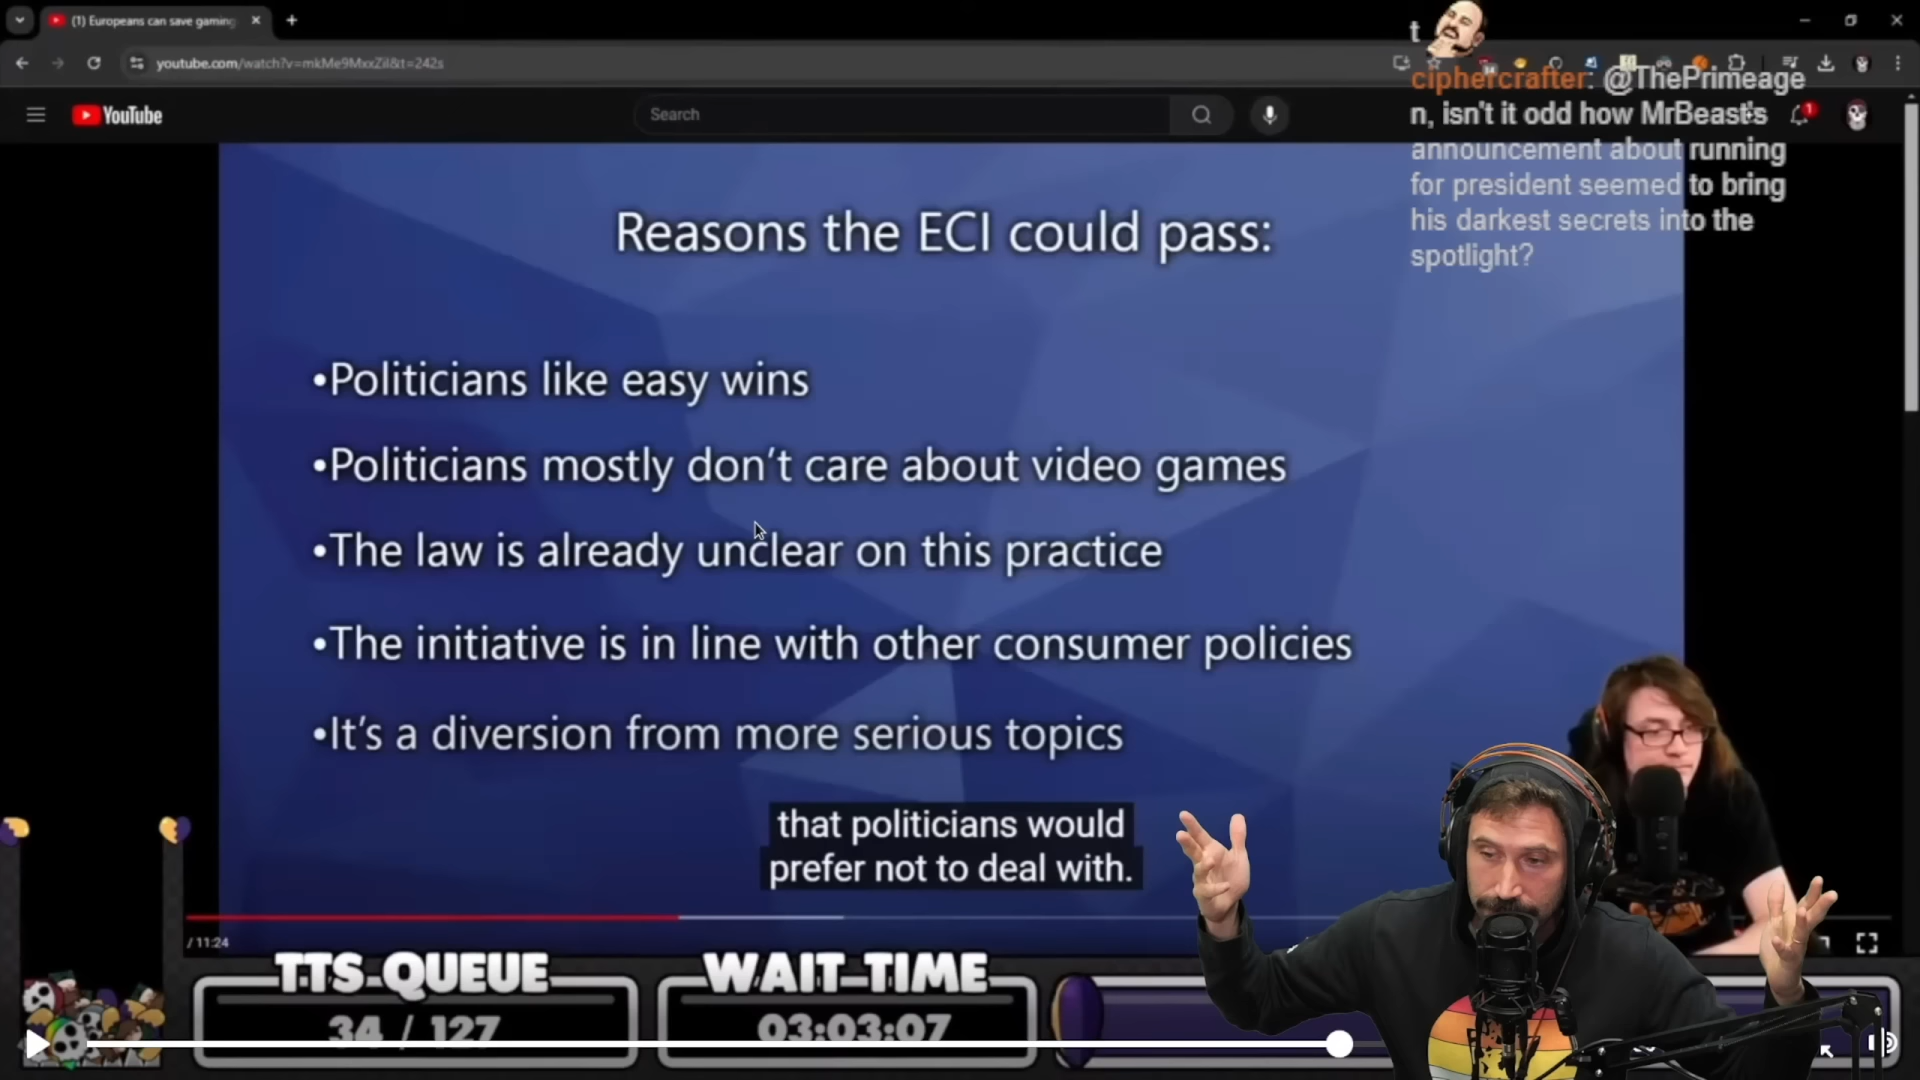 (1) Europeans can save gaming
youtube.com/watch?v=mkMe9MxxZiI&t=242s
YouTube
Search
1
t
ciphercrafter: @ThePrimeage
n, isn't it odd how MrBeast's
announcement about running
for president seemed to bring
his darkest secrets into the
spotlight?
Reasons the ECI could pass:
•Politicians like easy wins
•Politicians mostly don't care about video games
•The law is already unclear on this practice
•The initiative is in line with other consumer policies
•It's a diversion from more serious topics
that politicians would
prefer not to deal with.
/ 11:24
TTS QUEUE
34 / 127
WAIT TIME
03:03:07